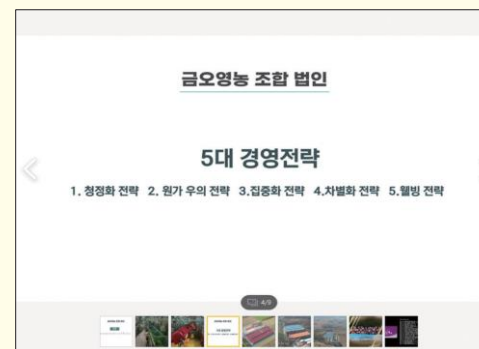 금오영농 조합 법인
5대 경영전략
1. 청정화 전략 2. 원가 우의 전략 3.집중화 전략 4.차별화 전략 5.웰빙 전략
4/9